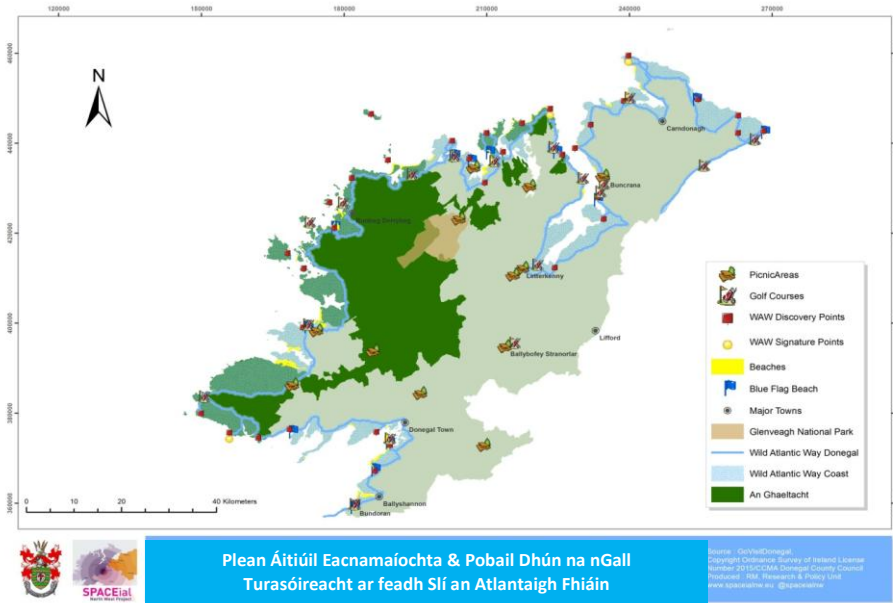 120000
150000
180000
210000
240000
270000
460000
440000
420000
400000
380000
360000
N
Carndonagh
Buncrana
Letterkenny
Lifford
Ballybofey Stranorlar
Donegal Town
Ballyshannon
Bundoran
0 10 20 40 Kilometers
PicnicAreas
Golf Courses
WAW Discovery Points
WAW Signature Points
Beaches
Blue Flag Beach
Major Towns
Glenveagh National Park
Wild Atlantic Way Donegal
Wild Atlantic Way Coast
An Ghaeltacht
SPACEial
North West Project
Plean Áitiúil Eacnamaíochta & Pobail Dhún na nGall
Turasóireacht ar feadh Slí an Atlantaigh Fhiáin
Source : GoVisitDonegal,
Copyright Ordnance Survey of Ireland License
Number 2015/CCMA Donegal County Council
Produced : RM, Research & Policy Unit
www.spaceialnw.eu @spaceialnw